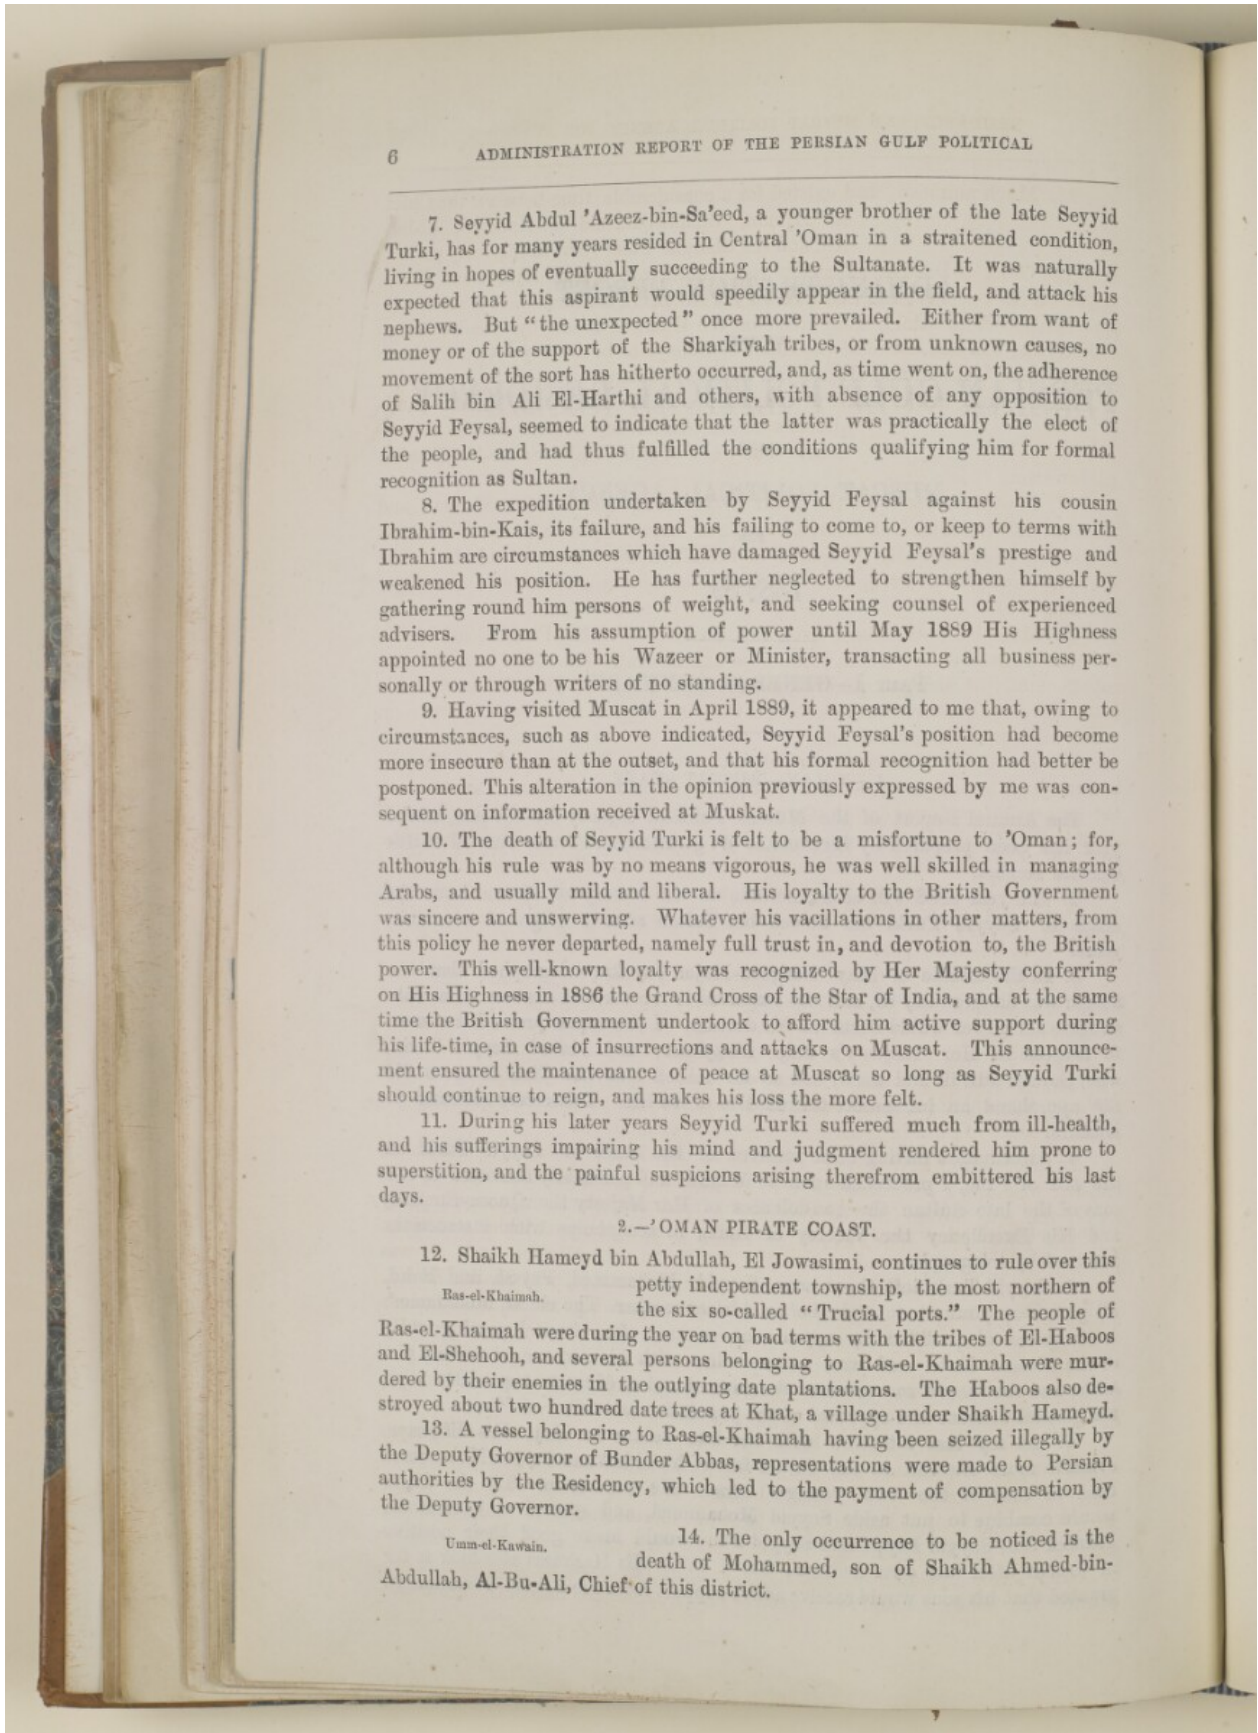 6 ADMINISTRATION REPORT OF THE PERSIAN GULF POLITICAL
7. Seyyid Abdul 'Azeez-bin-Sa'eed, a younger brother of the late Seyyid
Turki, has for many years resided in Central 'Oman in a straitened condition,
living in hopes of eventually succeeding to the Sultanate. It was naturally
expected that this aspirant would speedily appear in the field, and attack his
nephews. But "the unexpected" once more prevailed. Either from want of
money or of the support of the Sharkiyah tribes, or from unknown causes, no
movement of the sort has hitherto occurred, and, as time went on, the adherence
of Salih bin Ali El-Harthi and others, with absence of any opposition to
Seyyid Feysal, seemed to indicate that the latter was practically the elect of
the people, and had thus fulfilled the conditions qualifying him for formal
recognition as Sultan.
8. The expedition undertaken by Seyyid Feysal against his cousin
Ibrahim-bin-Kais, its failure, and his failing to come to, or keep to terms with
Ibrahim are circumstances which have damaged Seyyid Feysal's prestige and
weakened his position. He has further neglected to strengthen himself by
gathering round him persons of weight, and seeking counsel of experienced
advisers. From his assumption of power until May 1889 His Highness
appointed no one to be his Wazeer or Minister, transacting all business per-
sonally or through writers of no standing.
9. Having visited Muscat in April 1889, it appeared to me that, owing to
circumstances, such as above indicated, Seyyid Feysal's position had become
more insecure than at the outset, and that his formal recognition had better be
postponed. This alteration in the opinion previously expressed by me was con-
sequent on information received at Muskat.
10. The death of Seyyid Turki is felt to be a misfortune to 'Oman; for,
although his rule was by no means vigorous, he was well skilled in managing
Arabs, and usually mild and liberal. His loyalty to the British Government
was sincere and unswerving. Whatever his vacillations in other matters, from
this policy he never departed, namely full trust in, and devotion to, the British
power. This well-known loyalty was recognized by Her Majesty conferring
on His Highness in 1886 the Grand Cross of the Star of India, and at the same
time the British Government undertook to afford him active support during
his life-time, in case of insurrections and attacks on Muscat. This announce-
ment ensured the maintenance of peace at Muscat so long as Seyyid Turki
should continue to reign, and makes his loss the more felt.
11. During his later years Seyyid Turki suffered much from ill-health,
and his sufferings impairing his mind and judgment rendered him prone to
superstition, and the painful suspicions arising therefrom embittered his last
days.
2.—'OMAN PIRATE COAST.
12. Shaikh Hameyd bin Abdullah, El Jowasimi, continues to rule over this
Ras-el-Khaimah. petty independent township, the most northern of
the six so-called "Trucial ports." The people of
Ras-el-Khaimah were during the year on bad terms with the tribes of El-Haboos
and El-Shehooh, and several persons belonging to Ras-el-Khaimah were mur-
dered by their enemies in the outlying date plantations. The Haboos also de-
stroyed about two hundred date trees at Khat, a village under Shaikh Hameyd.
13. A vessel belonging to Ras-el-Khaimah having been seized illegally by
the Deputy Governor of Bunder Abbas, representations were made to Persian
authorities by the Residency, which led to the payment of compensation by
the Deputy Governor.
Umm-el-Kawain. 14. The only occurrence to be noticed is the
death of Mohammed, son of Shaikh Ahmed-bin-
Abdullah, Al-Bu-Ali, Chief of this district.